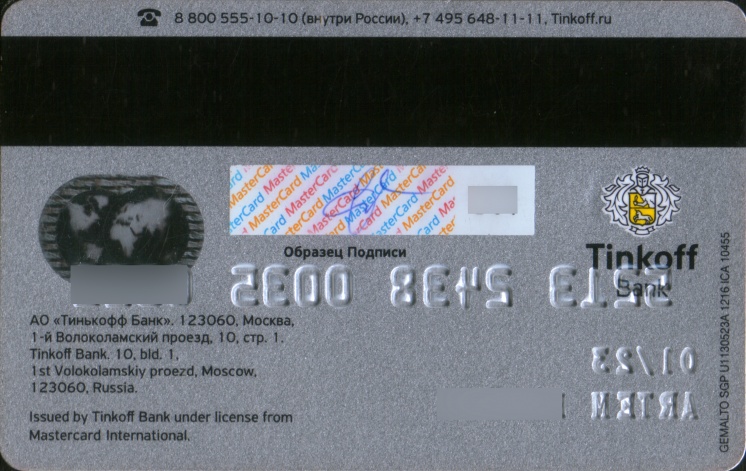 8 800 555-10-10 (внутри России), +7 495 648-11-11, Tinkoff.ru
MasterCard MasterCard MasterCard
Образец Подписи
Tinkoff
Bank
5213 2438 0035
01/23
ARTEM
АО «Тинькофф Банк». 123060, Москва,
1-й Волоколамский проезд, 10, стр. 1.
Tinkoff Bank. 10, bld. 1,
1st Volokolamskiy proezd, Moscow,
123060, Russia.
Issued by Tinkoff Bank under license from
Mastercard International.
GEMALTO SGP U1130523A 1216 ICA 10455